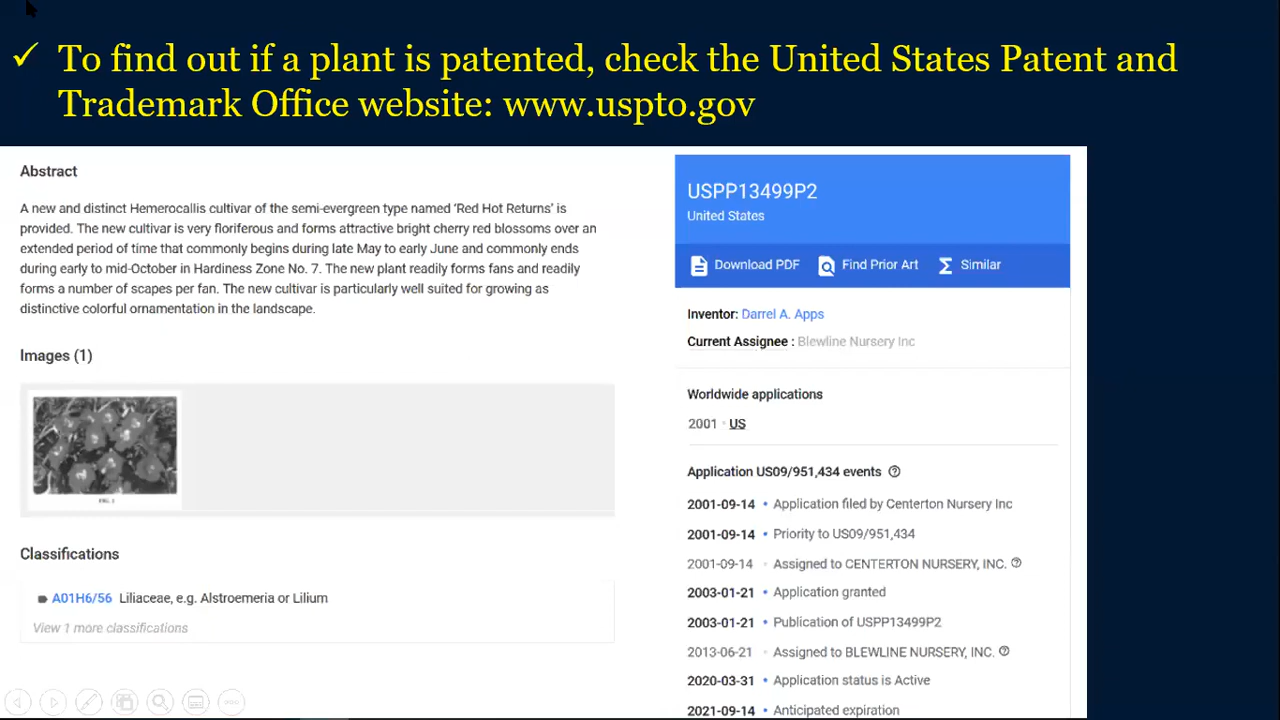 ✓ To find out if a plant is patented, check the United States Patent and
Trademark Office website: www.uspto.gov
Abstract
A new and distinct Hemerocallis cultivar of the semi-evergreen type named ‘Red Hot Returns’ is
provided. The new cultivar is very floriferous and forms attractive bright cherry red blossoms over an
extended period of time that commonly begins during late May to early June and commonly ends
during early to mid-October in Hardiness Zone No. 7. The new plant readily forms fans and readily
forms a number of scapes per fan. The new cultivar is particularly well suited for growing as
distinctive colorful ornamentation in the landscape.
Images (1)
FIG. 1
Classifications
A01H6/56 Liliaceae, e.g. Alstroemeria or Lilium
View 1 more classifications
USPP13499P2
United States
Download PDF Find Prior Art Similar
Inventor: Darrel A. Apps
Current Assignee : Blewline Nursery Inc
Worldwide applications
2001 · US
Application US09/951,434 events
2001-09-14 • Application filed by Centerton Nursery Inc
2001-09-14 • Priority to US09/951,434
2001-09-14 • Assigned to CENTERTON NURSERY, INC.
2003-01-21 • Application granted
2003-01-21 • Publication of USPP13499P2
2013-06-21 • Assigned to BLEWLINE NURSERY, INC.
2020-03-31 • Application status is Active
2021-09-14 • Anticipated expiration